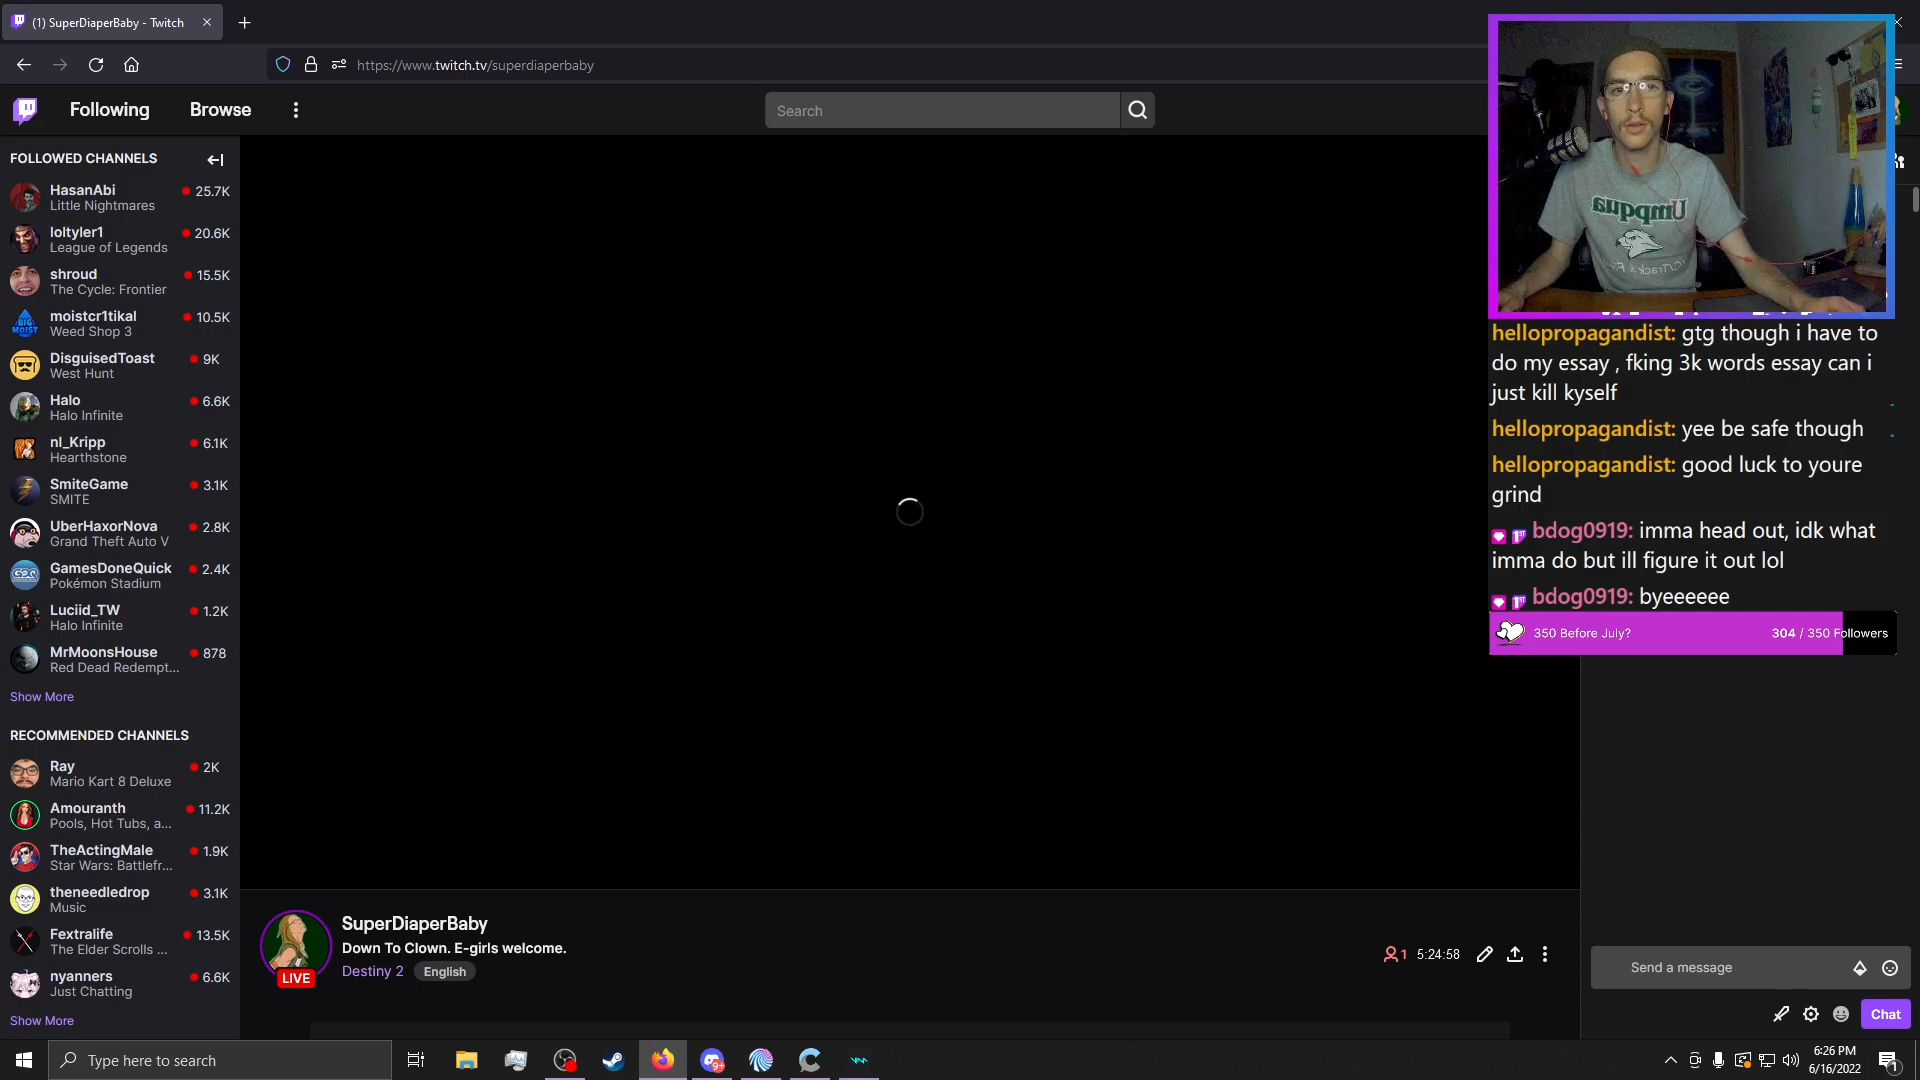 (1) SuperDiaperBaby - Twitch
https://www.twitch.tv/superdiaperbaby
Following
Browse
Search
FOLLOWED CHANNELS
HasanAbi
25.7K
Little Nightmares
loltyler1
20.6K
League of Legends
shroud
15.5K
The Cycle: Frontier
moistcr1tikal
10.5K
Weed Shop 3
DisguisedToast
9K
West Hunt
Halo
6.6K
Halo Infinite
nl_Kripp
6.1K
Hearthstone
SmiteGame
3.1K
SMITE
UberHaxorNova
2.8K
Grand Theft Auto V
GamesDoneQuick
2.4K
Pokémon Stadium
Luciid_TW
1.2K
Halo Infinite
MrMoonsHouse
878
Red Dead Redempt...
Show More
RECOMMENDED CHANNELS
Ray
2K
Mario Kart 8 Deluxe
Amouranth
11.2K
Pools, Hot Tubs, a...
TheActingMale
1.9K
Star Wars: Battlefr...
theneedledrop
3.1K
Music
Fextralife
13.5K
The Elder Scrolls ...
nyanners
6.6K
Just Chatting
Show More
Umpqua
hellopropagandist: gtg though i have to
do my essay , fking 3k words essay can i
just kill kyself
hellopropagandist: yee be safe though
hellopropagandist: good luck to youre
grind
bdog0919: imma head out, idk what
imma do but ill figure it out lol
bdog0919: byeeeeee
350 Before July?
304 / 350 Followers
SuperDiaperBaby
Down To Clown. E-girls welcome.
Destiny 2
English
LIVE
1
5:24:58
Send a message
Chat
Type here to search
9+
6:26 PM
6/16/2022
1